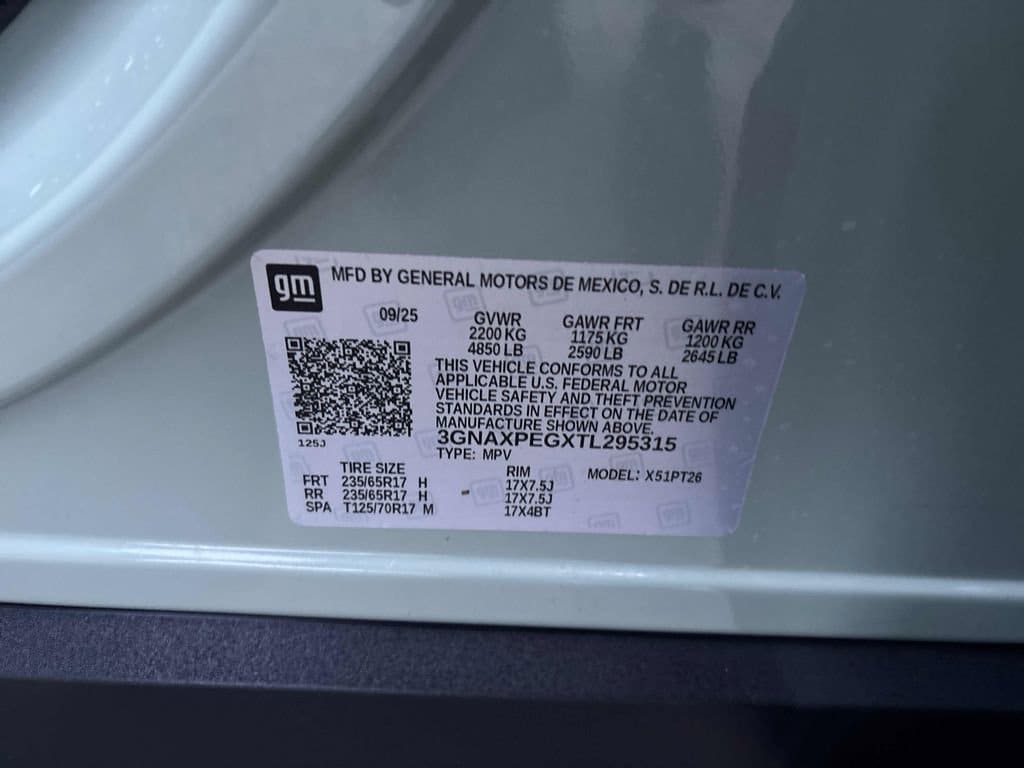 gm MFD BY GENERAL MOTORS DE MEXICO, S. DE R.L. DE C.V.
09/25 GVWR GAWR FRT GAWR RR
2200 KG 1175 KG 1200 KG
4850 LB 2590 LB 2645 LB
THIS VEHICLE CONFORMS TO ALL
APPLICABLE U.S. FEDERAL MOTOR
VEHICLE SAFETY AND THEFT PREVENTION
STANDARDS IN EFFECT ON THE DATE OF
MANUFACTURE SHOWN ABOVE.
125J 3GNAXPEGXTL295315
TYPE: MPV
TIRE SIZE RIM MODEL: X51PT26
FRT 235/65R17 H 17X7.5J
RR 235/65R17 H - 17X7.5J
SPA T125/70R17 M 17X4BT